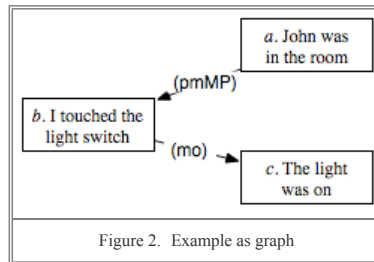 a. John was
in the room
(pmMP)
b. I touched the
light switch
(mo)
c. The light
was on
Figure 2. Example as graph